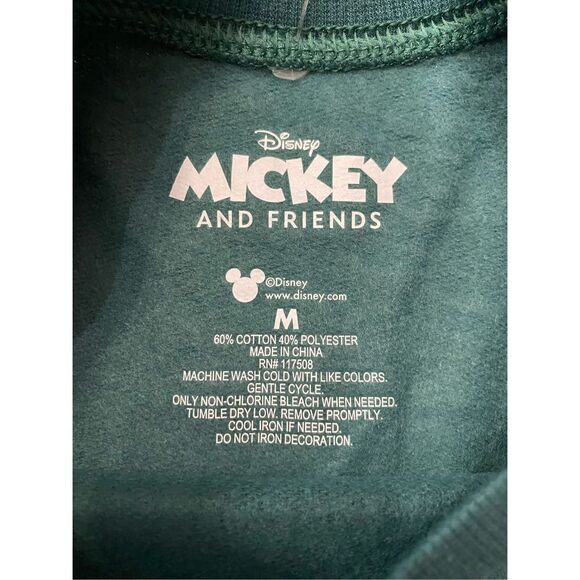 Disney
MICKEY
AND FRIENDS
©Disney
www.disney.com
M
60% COTTON 40% POLYESTER
MADE IN CHINA
RN# 117508
MACHINE WASH COLD WITH LIKE COLORS.
GENTLE CYCLE.
ONLY NON-CHLORINE BLEACH WHEN NEEDED.
TUMBLE DRY LOW. REMOVE PROMPTLY.
COOL IRON IF NEEDED.
DO NOT IRON DECORATION.